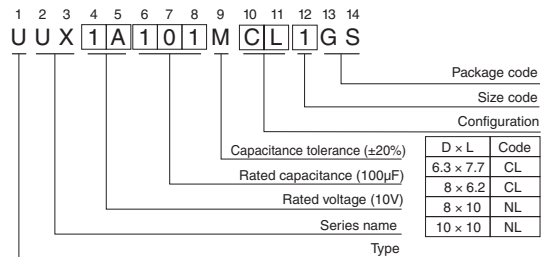 1 2 3 4 5 6 7 8 9 10 11 12 13 14
U U X 1 A 1 0 1 M C L 1 G S
Package code
Size code
Configuration
Capacitance tolerance (±20%)
Rated capacitance (100µF)
Rated voltage (10V)
Series name
Type
D × L Code
6.3 × 7.7 CL
8 × 6.2 CL
8 × 10 NL
10 × 10 NL